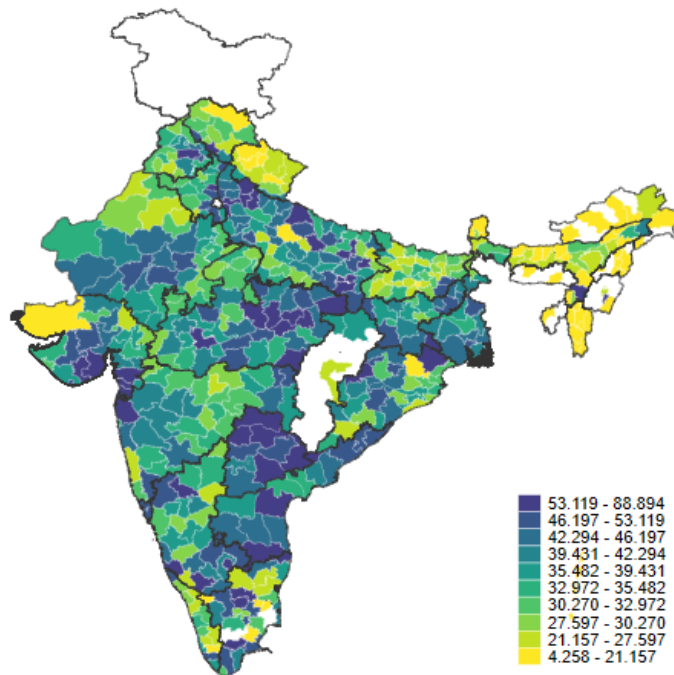 53.119 - 88.894
46.197 - 53.119
42.294 - 46.197
39.431 - 42.294
35.482 - 39.431
32.972 - 35.482
30.270 - 32.972
27.597 - 30.270
21.157 - 27.597
4.258 - 21.157